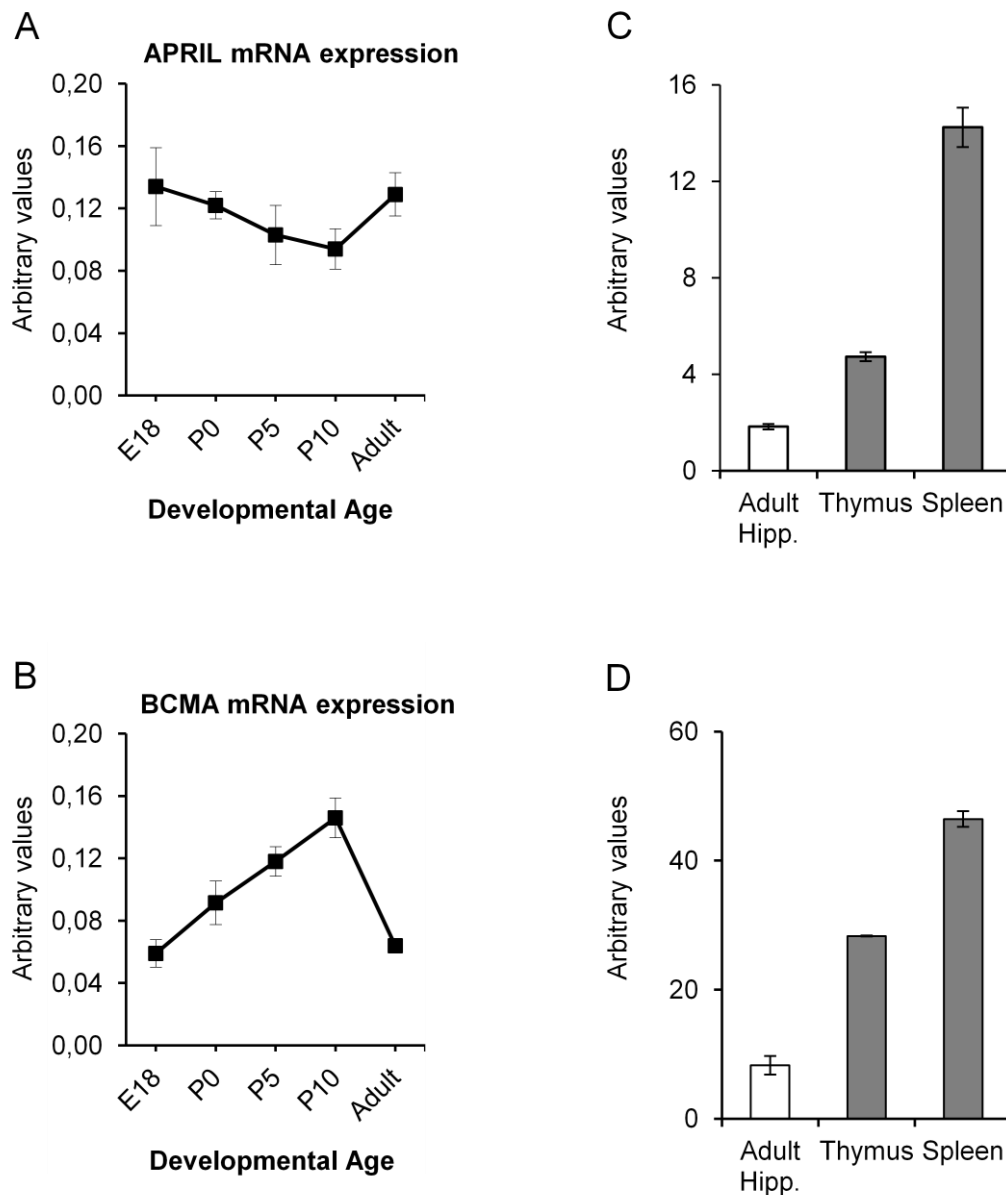 A
APRIL mRNA expression
0,20
0,16
0,12
0,08
0,04
0,00
Arbitrary values
E18
P0
P5
P10
Adult
Developmental Age
C
16
12
8
4
0
Arbitrary values
Adult
Hipp.
Thymus
Spleen
B
BCMA mRNA expression
0,20
0,16
0,12
0,08
0,04
0,00
Arbitrary values
E18
P0
P5
P10
Adult
Developmental Age
D
60
40
20
0
Arbitrary values
Adult
Hipp.
Thymus
Spleen